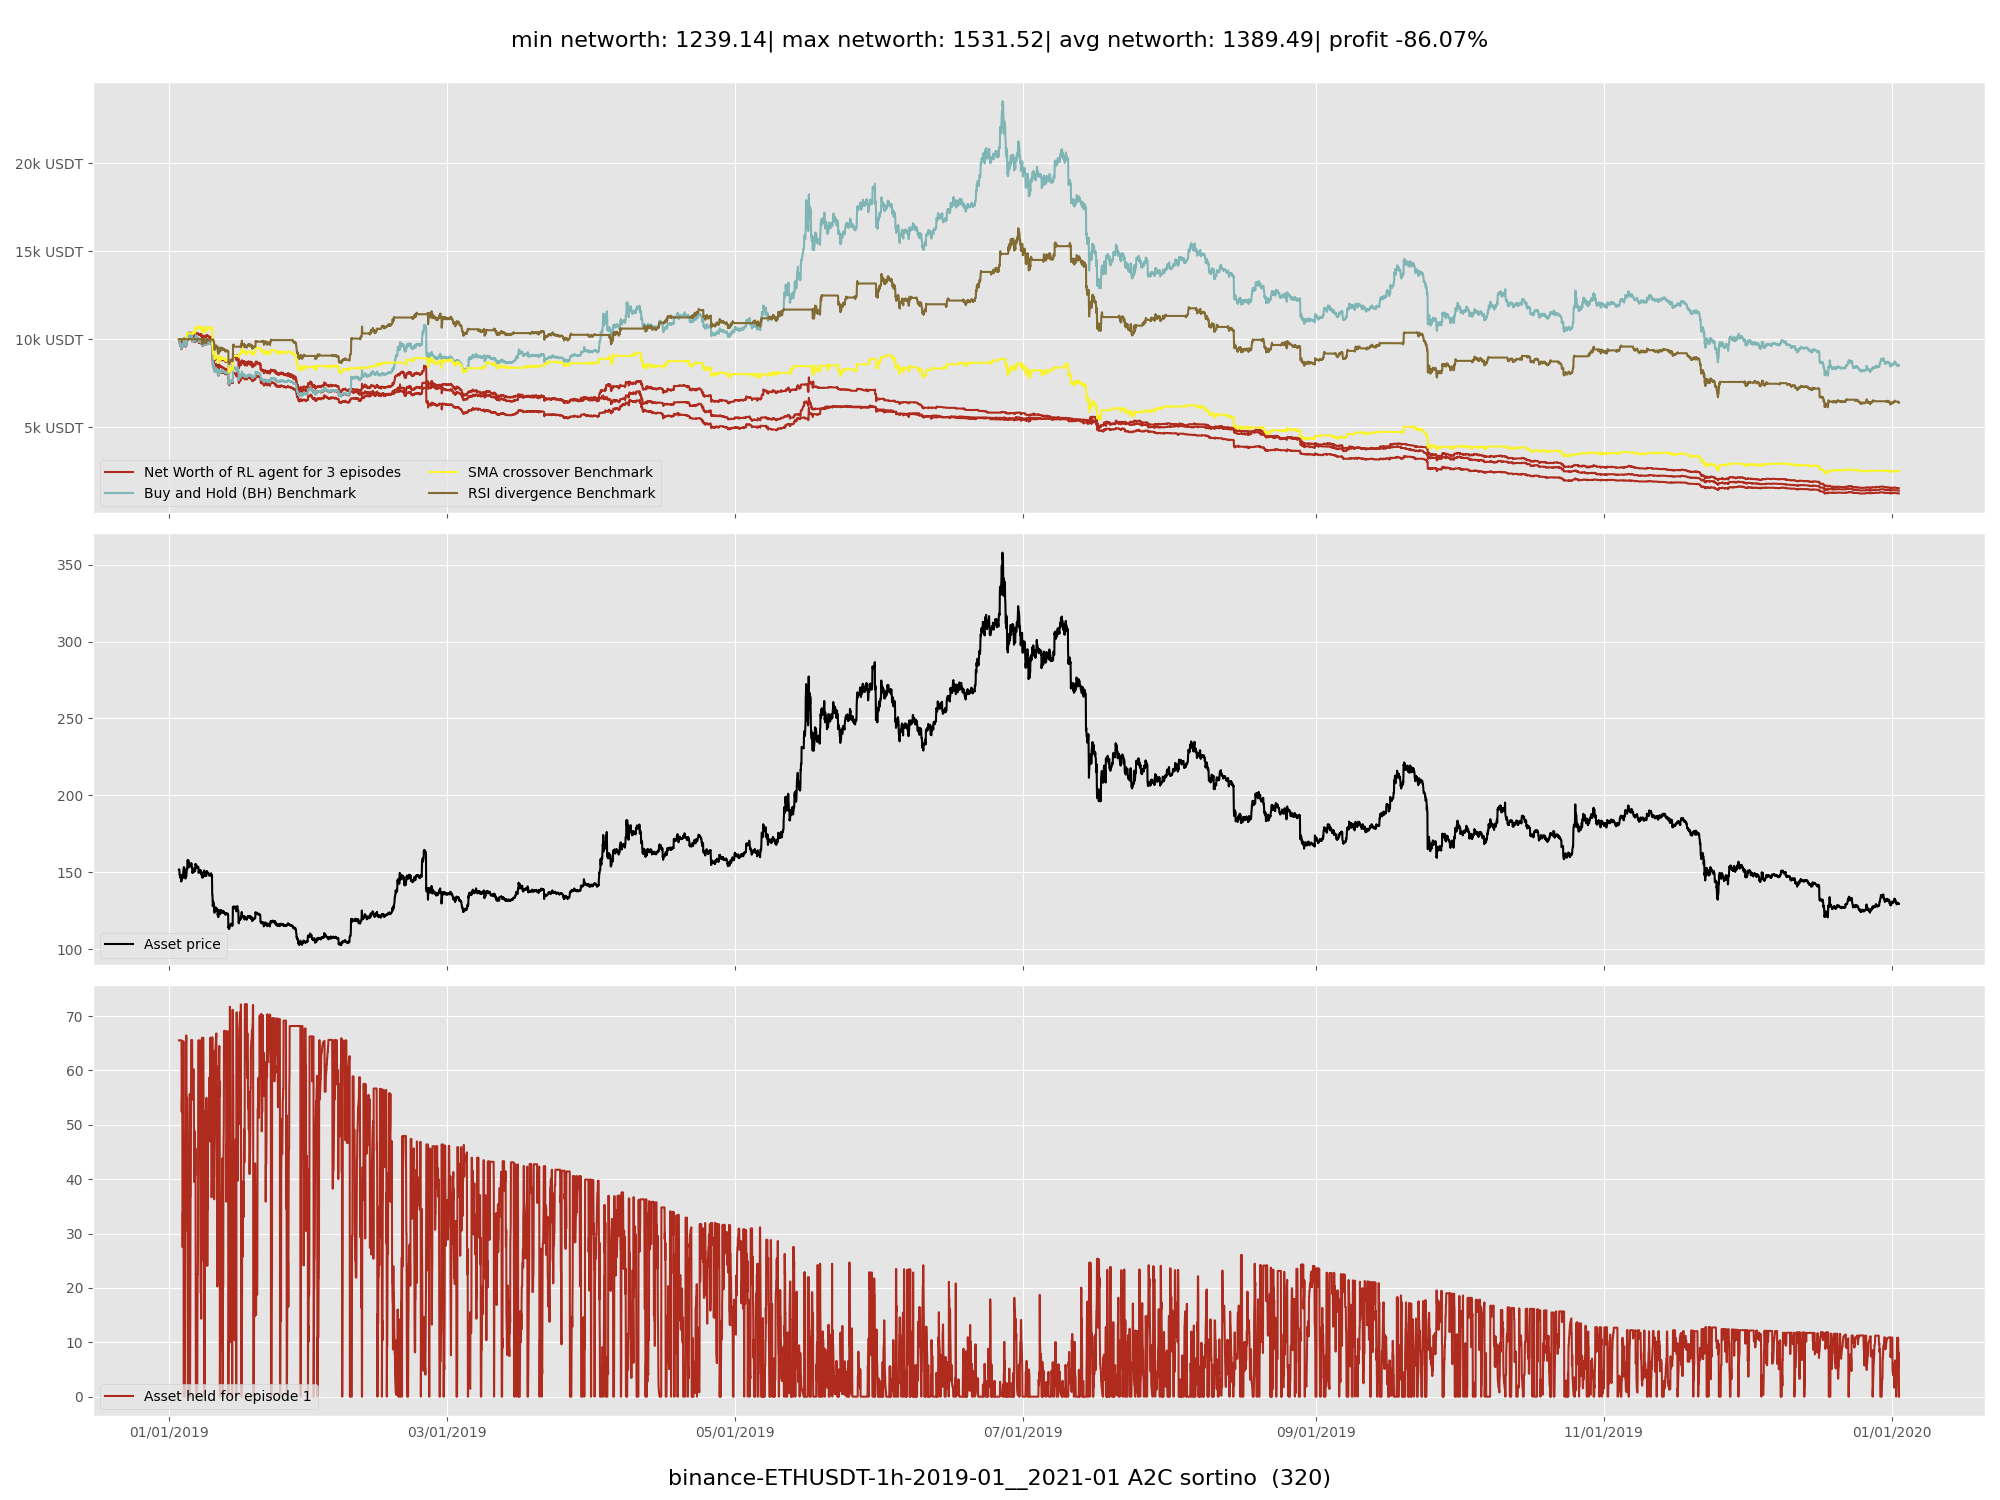 min networth: 1239.14| max networth: 1531.52| avg networth: 1389.49| profit -86.07%
20k USDT
15k USDT
10k USDT
5k USDT
Net Worth of RL agent for 3 episodes
Buy and Hold (BH) Benchmark
SMA crossover Benchmark
RSI divergence Benchmark
350
300
250
200
150
100
Asset price
70
60
50
40
30
20
10
0
Asset held for episode 1
01/01/2019 03/01/2019 05/01/2019 07/01/2019 09/01/2019 11/01/2019 01/01/2020
binance-ETHUSDT-1h-2019-01__2021-01 A2C sortino (320)